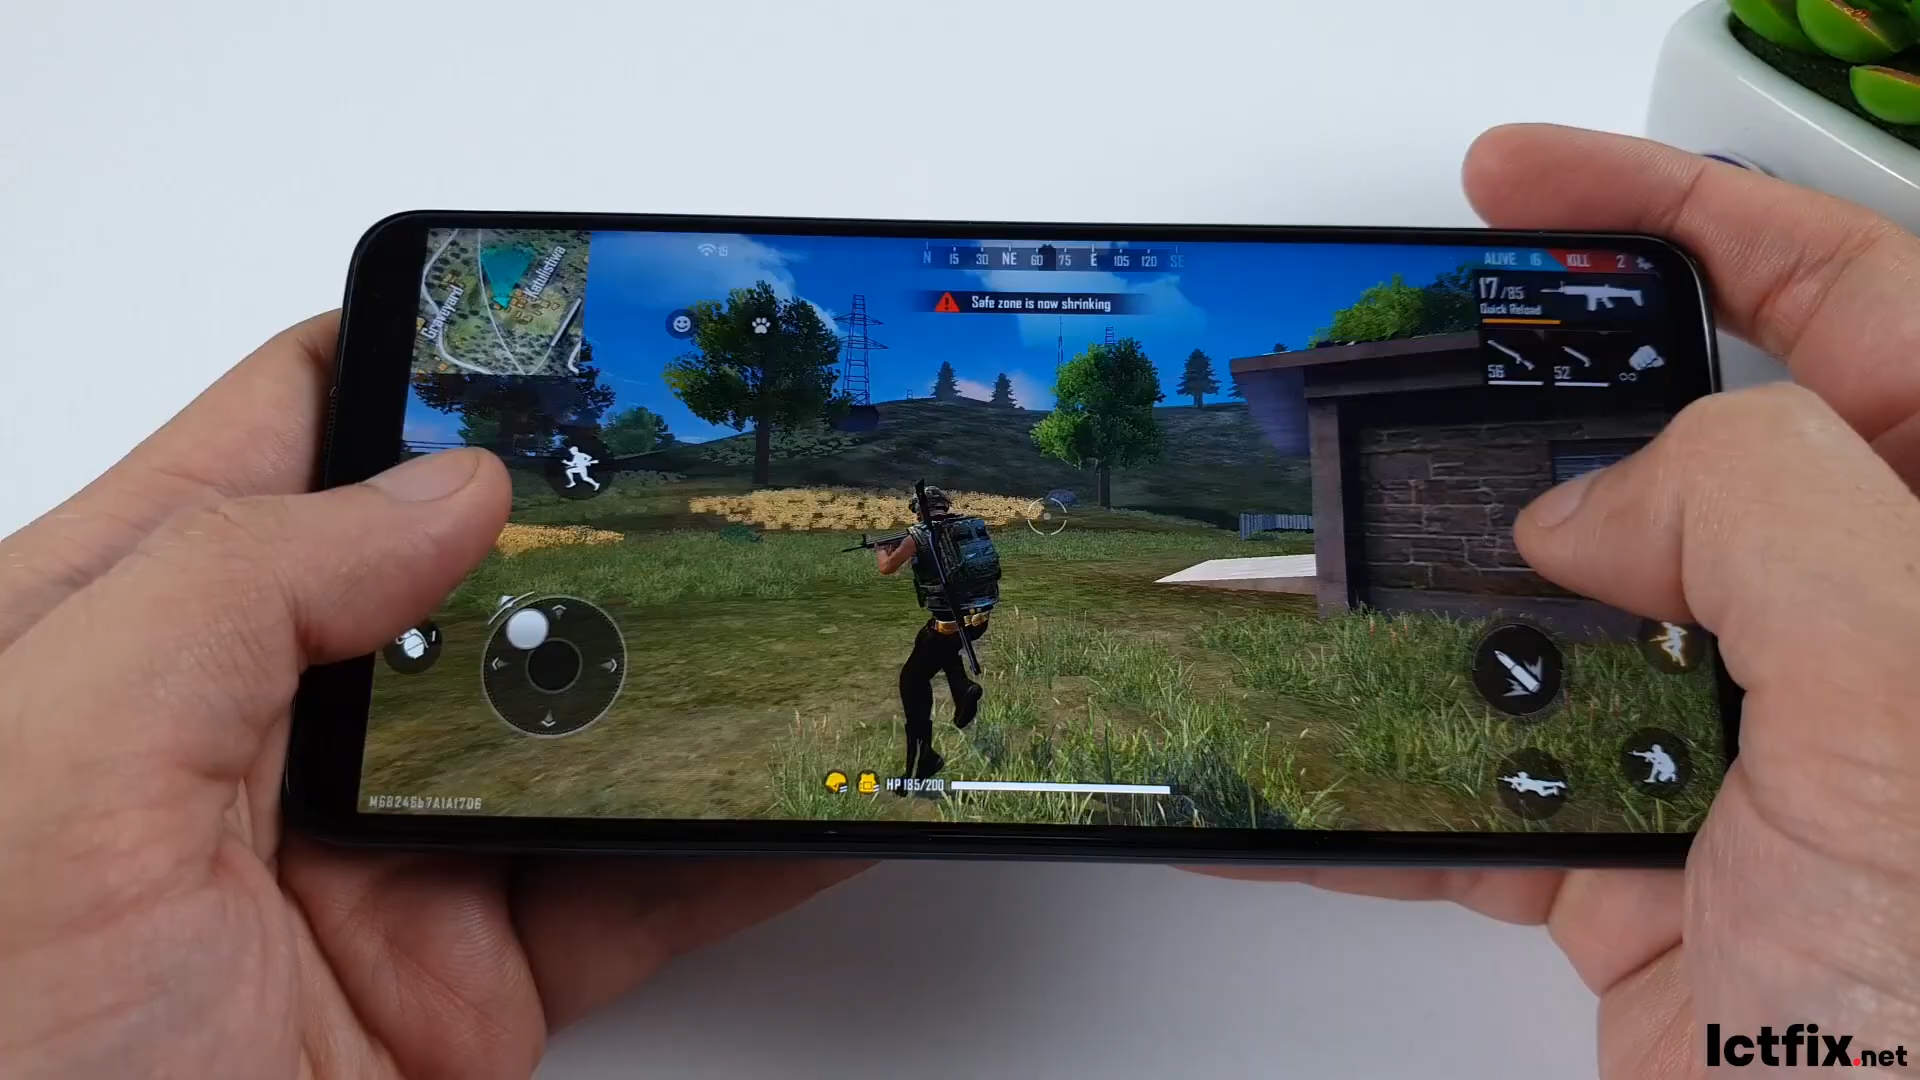 Graveyard
Katulistiwa
N 15 30 NE 60 75 E 105 120 SE
Safe zone is now shrinking
ALIVE 16 KILL 2
17/85
Quick Reload
56
52
HP 185/200
Ictfix.net